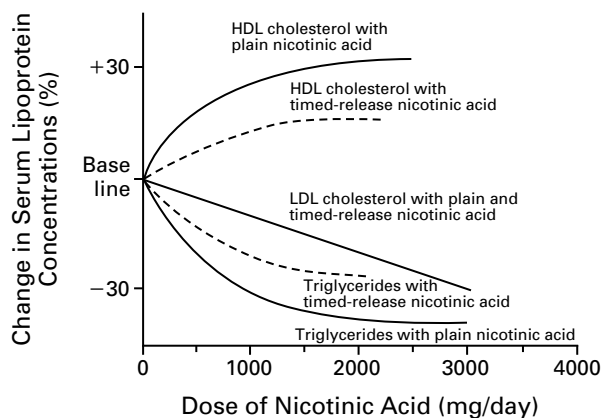 HDL cholesterol with
plain nicotinic acid
+30
HDL cholesterol with
timed-release nicotinic acid
Base
line
LDL cholesterol with plain and
timed-release nicotinic acid
−30
Triglycerides with
timed-release nicotinic acid
Triglycerides with plain nicotinic acid
0 1000 2000 3000 4000
Dose of Nicotinic Acid (mg/day)
Change in Serum Lipoprotein
Concentrations (%)